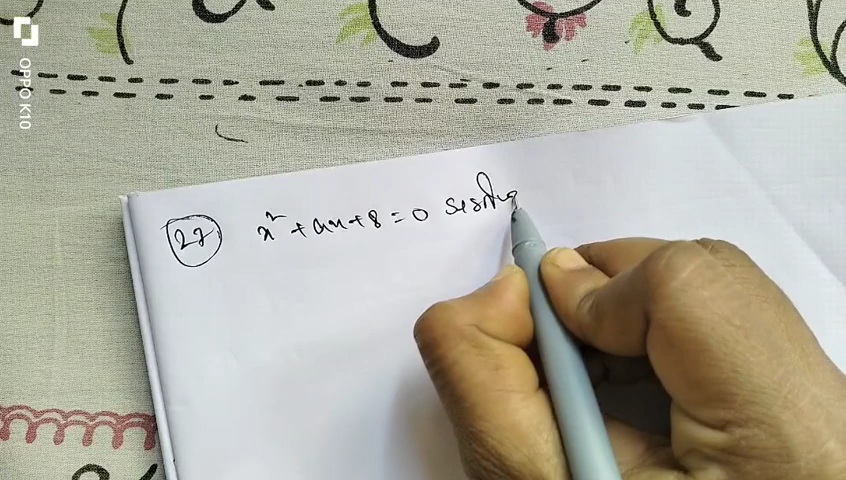 OPPO K10
(27) x² + ax + 8 = 0